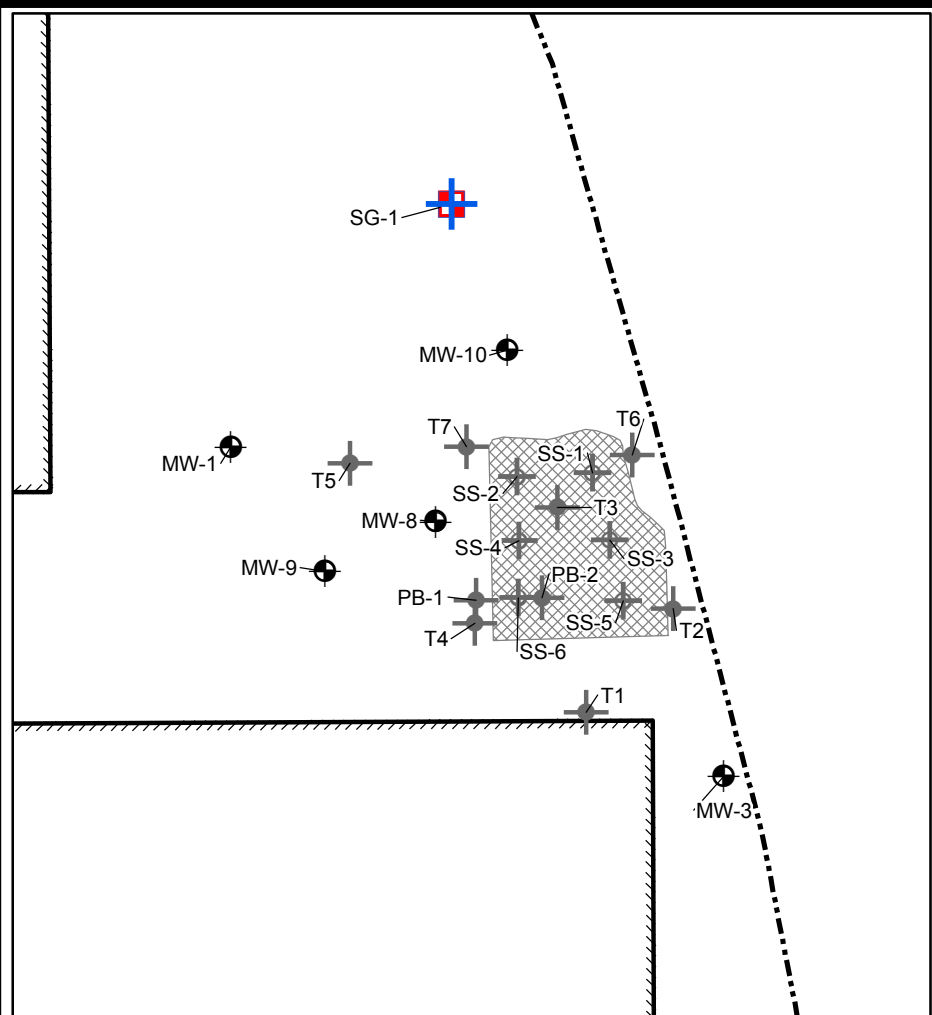 SG-1
MW-10
T6
T7
SS-1
MW-1
T5
SS-2
T3
MW-8
SS-4
SS-3
MW-9
PB-2
PB-1
SS-5
T2
T4
SS-6
T1
MW-3